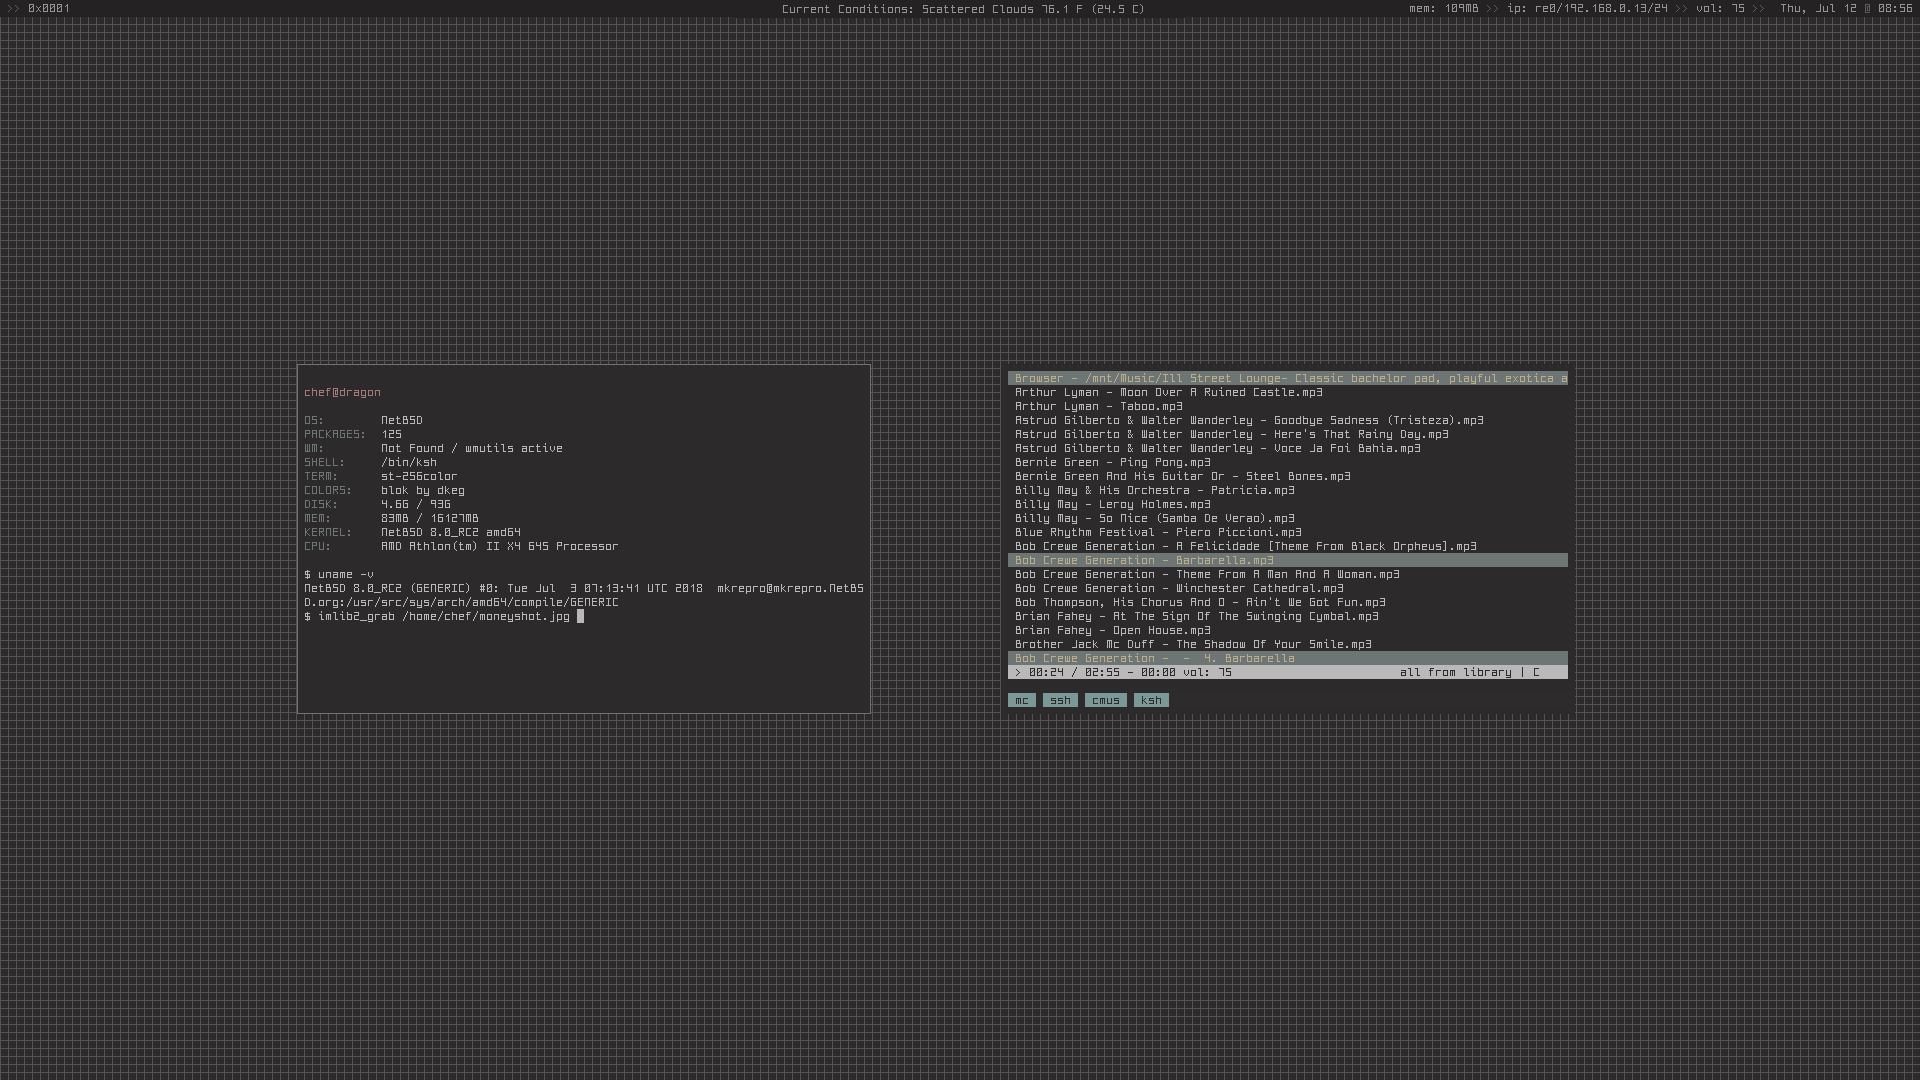 >> 0x0001
Current Conditions: Scattered Clouds 76.1 F (24.5 C)
mem: 109MB >> ip: re0/192.168.0.13/24 >> vol: 75 >> Thu, Jul 12 @ 08:56
chef@dragon
OS: NetBSD
PACKAGES: 125
WM: Not Found / wmutils active
SHELL: /bin/ksh
TERM: st-256color
COLORS: blok by dkeg
DISK: 4.6G / 93G
MEM: 83MB / 16127MB
KERNEL: NetBSD 8.0_RC2 amd64
CPU: AMD Athlon(tm) II X4 645 Processor
$ uname -v
NetBSD 8.0_RC2 (GENERIC) #0: Tue Jul  3 07:13:41 UTC 2018  mkrepro@mkrepro.NetBS
D.org:/usr/src/sys/arch/amd64/compile/GENERIC
$ imlib2_grab /home/chef/moneyshot.jpg
Browser - /mnt/Music/Ill Street Lounge- Classic bachelor pad, playful exotica a
Arthur Lyman - Moon Over A Ruined Castle.mp3
Arthur Lyman - Taboo.mp3
Astrud Gilberto & Walter Wanderley - Goodbye Sadness (Tristeza).mp3
Astrud Gilberto & Walter Wanderley - Here's That Rainy Day.mp3
Astrud Gilberto & Walter Wanderley - Voce Ja Foi Bahia.mp3
Bernie Green - Ping Pong.mp3
Bernie Green And His Guitar Or - Steel Bones.mp3
Billy May & His Orchestra - Patricia.mp3
Billy May - Leroy Holmes.mp3
Billy May - So Nice (Samba De Verao).mp3
Blue Rhythm Festival - Piero Piccioni.mp3
Bob Crewe Generation - A Felicidade [Theme From Black Orpheus].mp3
Bob Crewe Generation - Barbarella.mp3
Bob Crewe Generation - Theme From A Man And A Woman.mp3
Bob Crewe Generation - Winchester Cathedral.mp3
Bob Thompson, His Chorus And O - Ain't We Got Fun.mp3
Brian Fahey - At The Sign Of The Swinging Cymbal.mp3
Brian Fahey - Open House.mp3
Brother Jack Mc Duff - The Shadow Of Your Smile.mp3
Bob Crewe Generation -  -  4. Barbarella
> 00:24 / 02:55 - 00:00 vol: 75 all from library | C
mc ssh cmus ksh